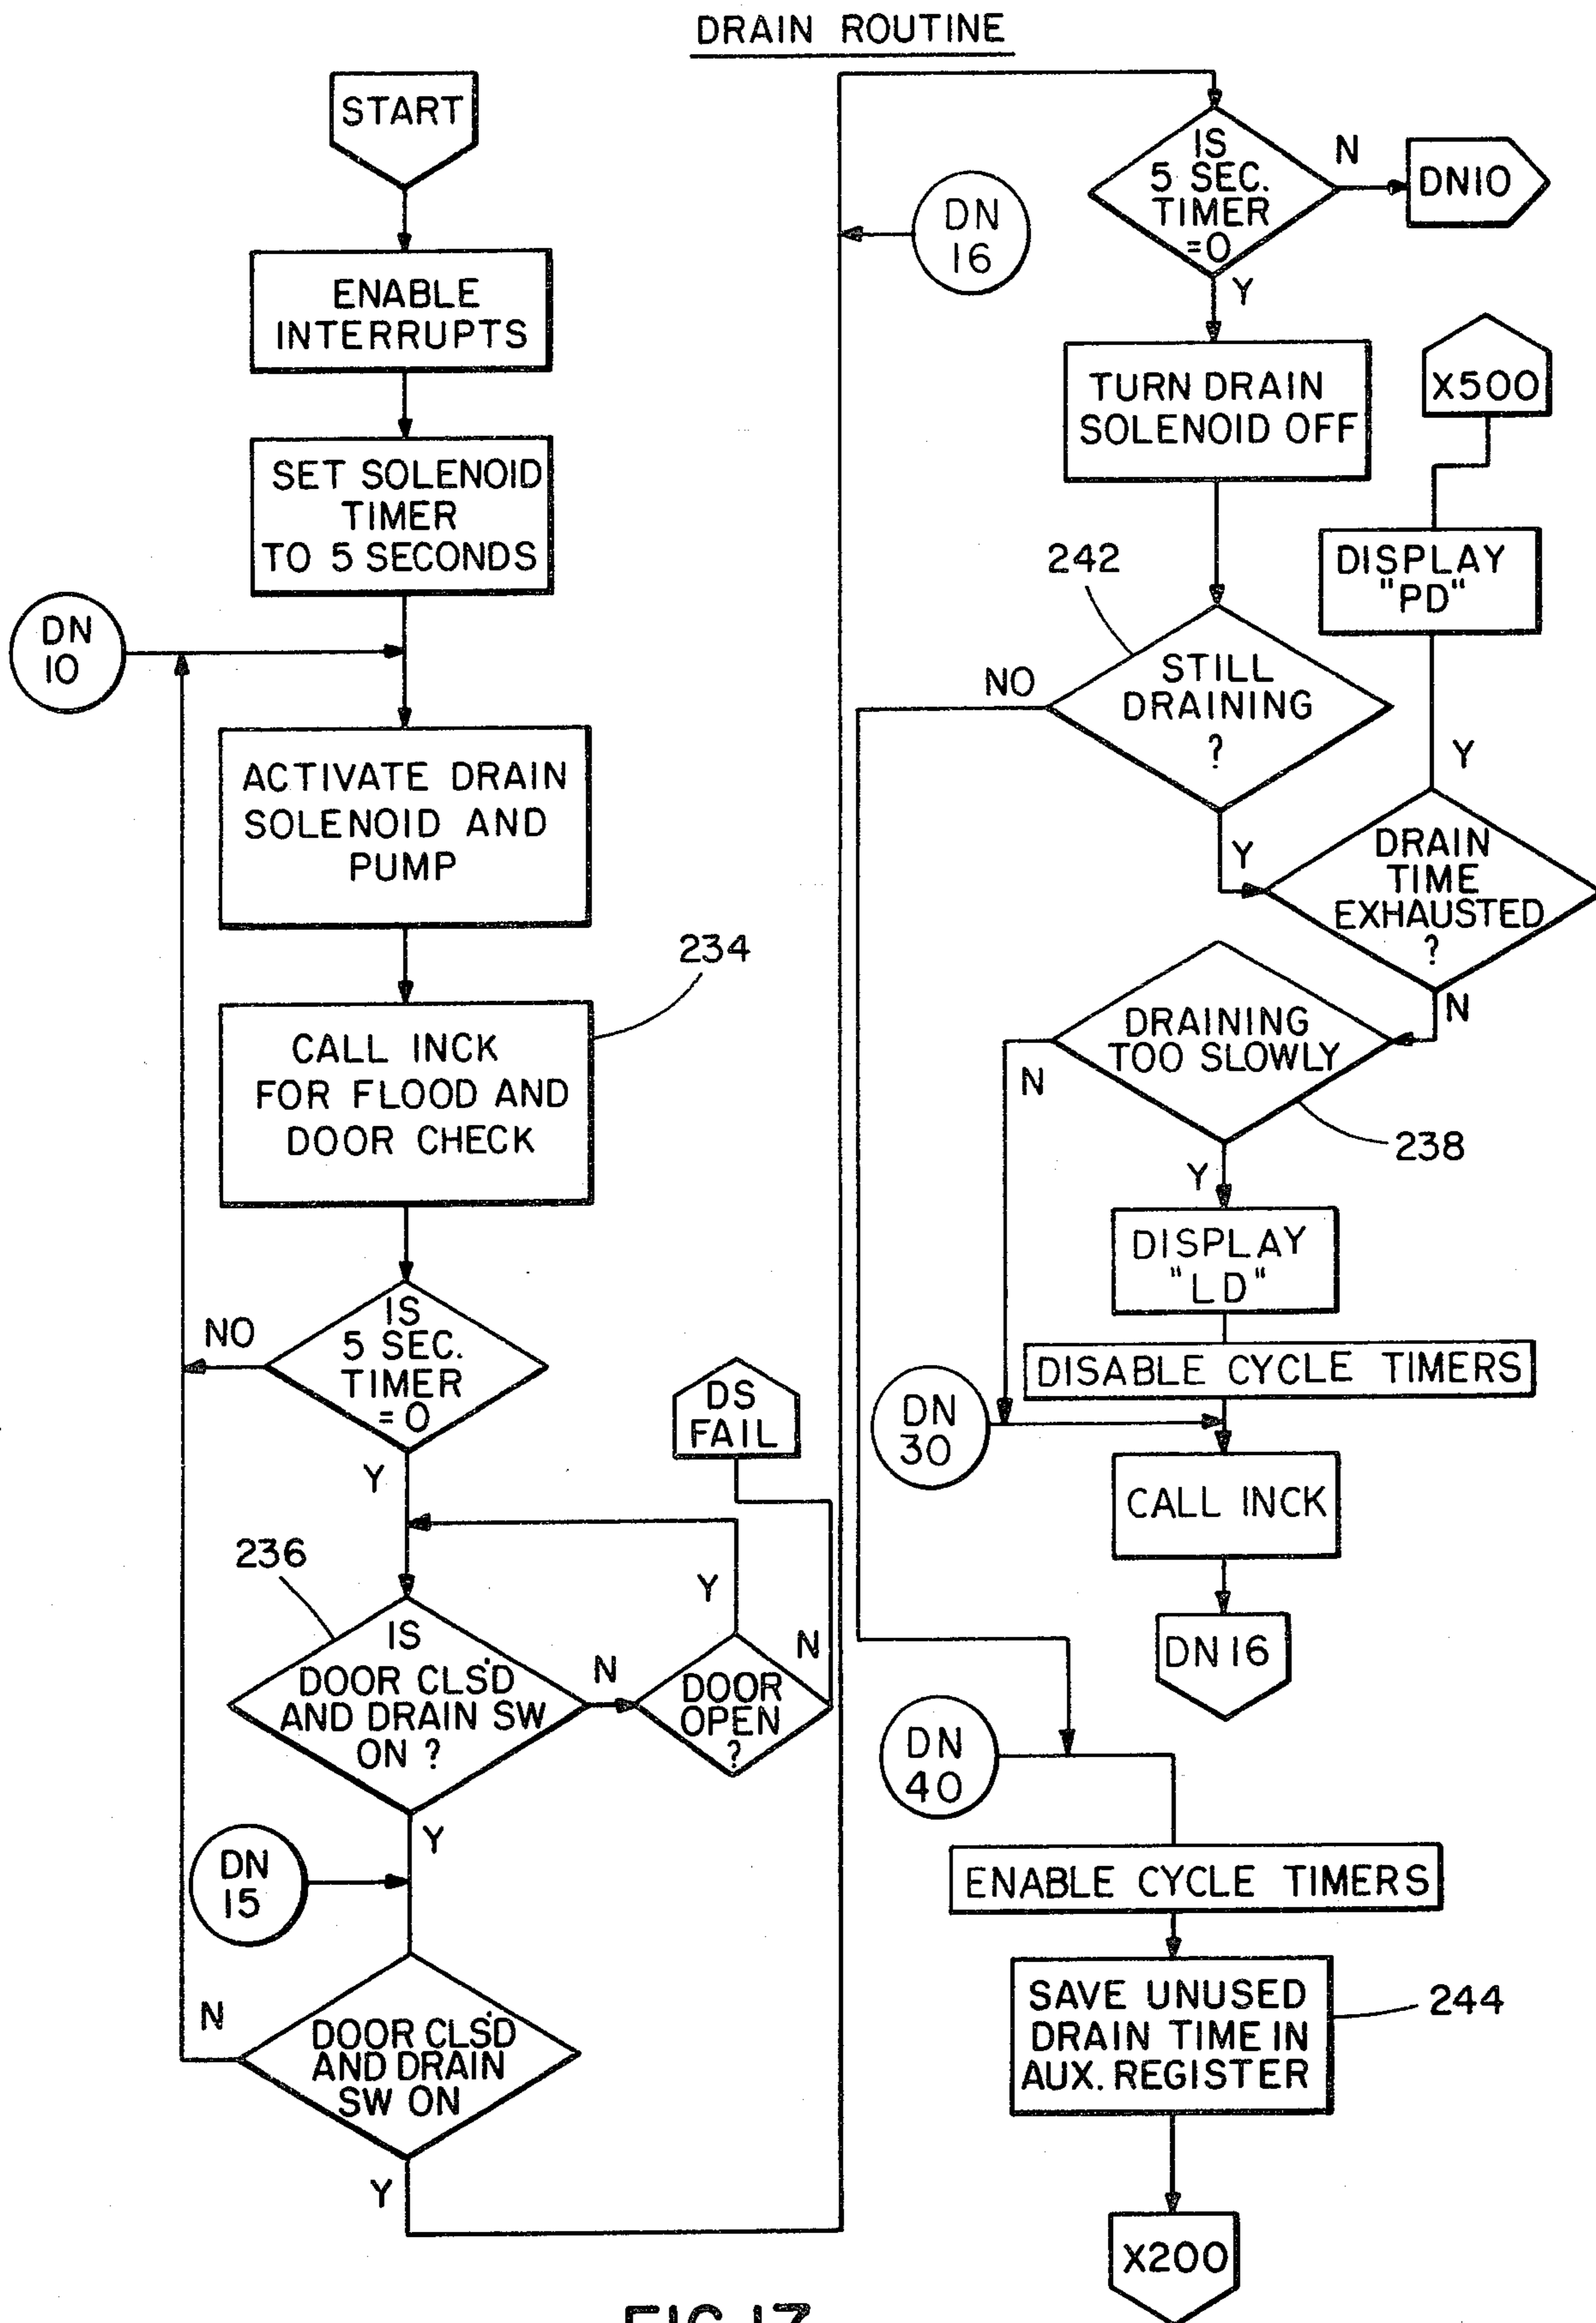 DRAIN ROUTINE
START
ENABLE
INTERRUPTS
SET SOLENOID
TIMER
TO 5 SECONDS
DN
10
ACTIVATE DRAIN
SOLENOID AND
PUMP
234
CALL INCK
FOR FLOOD AND
DOOR CHECK
IS
5 SEC.
TIMER
=0
NO
Y
DS
FAIL
236
IS
DOOR CLS'D
AND DRAIN SW
ON ?
N
DOOR
OPEN
?
Y
N
Y
DN
15
DOOR CLS'D
AND DRAIN
SW ON
N
Y
DN
16
IS
5 SEC.
TIMER
=0
N
DN10
Y
TURN DRAIN
SOLENOID OFF
X500
DISPLAY
"PD"
242
STILL
DRAINING
?
NO
Y
Y
DRAIN
TIME
EXHAUSTED
?
N
DRAINING
TOO SLOWLY
N
238
Y
DISPLAY
"LD"
DISABLE CYCLE TIMERS
DN
30
CALL INCK
DN16
DN
40
ENABLE CYCLE TIMERS
SAVE UNUSED
DRAIN TIME IN
AUX. REGISTER
244
X200
FIG.17